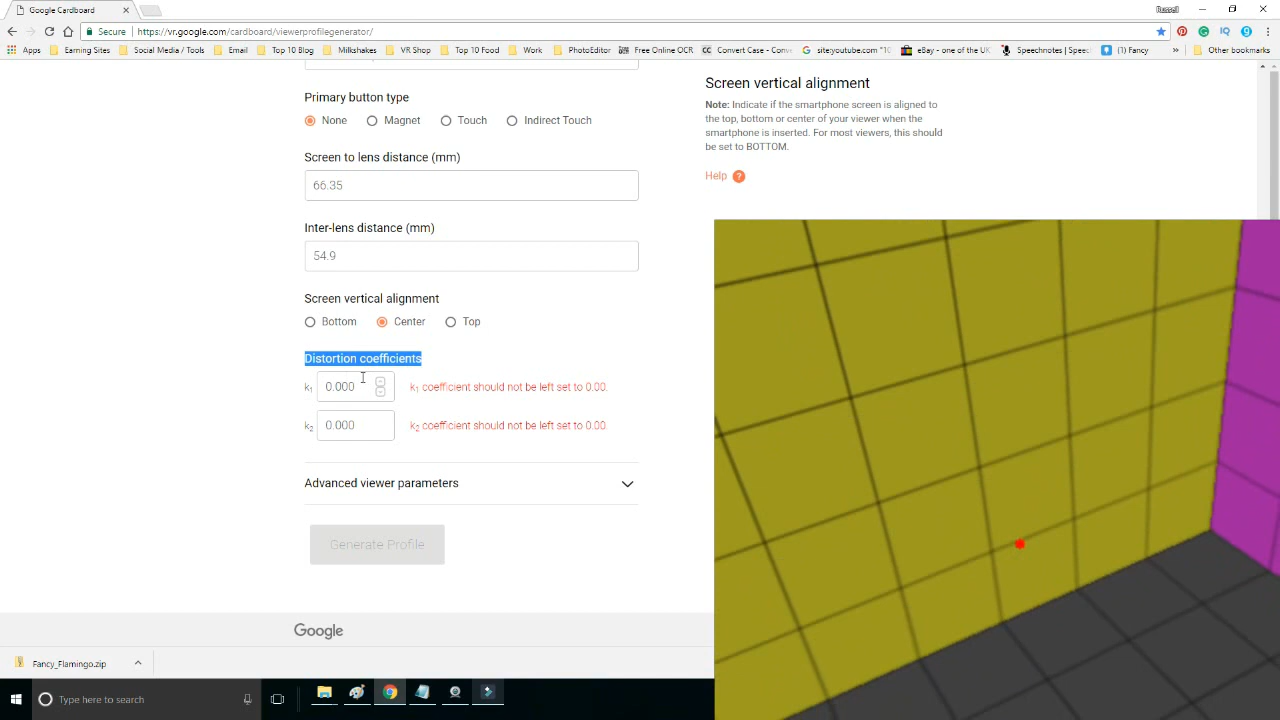 Google Cardboard
Russell
Secure
https://vr.google.com/cardboard/viewerprofilegenerator/
Apps
Earning Sites
Social Media / Tools
Email
Top 10 Blog
Milkshakes
VR Shop
Top 10 Food
Work
PhotoEditor
Free Online OCR
Convert Case - Conv
site:youtube.com "10
eBay - one of the UK
Speechnotes | Speec
(1) Fancy
»
Other bookmarks
Primary button type
None Magnet Touch Indirect Touch
Screen to lens distance (mm)
66.35
Inter-lens distance (mm)
54.9
Screen vertical alignment
Bottom Center Top
Distortion coefficients
k1 0.000 k1 coefficient should not be left set to 0.00.
k2 0.000 k2 coefficient should not be left set to 0.00.
Advanced viewer parameters
Generate Profile
Screen vertical alignment
Note: Indicate if the smartphone screen is aligned to
the top, bottom or center of your viewer when the
smartphone is inserted. For most viewers, this should
be set to BOTTOM.
Help ?
Google
Fancy_Flamingo.zip
Type here to search